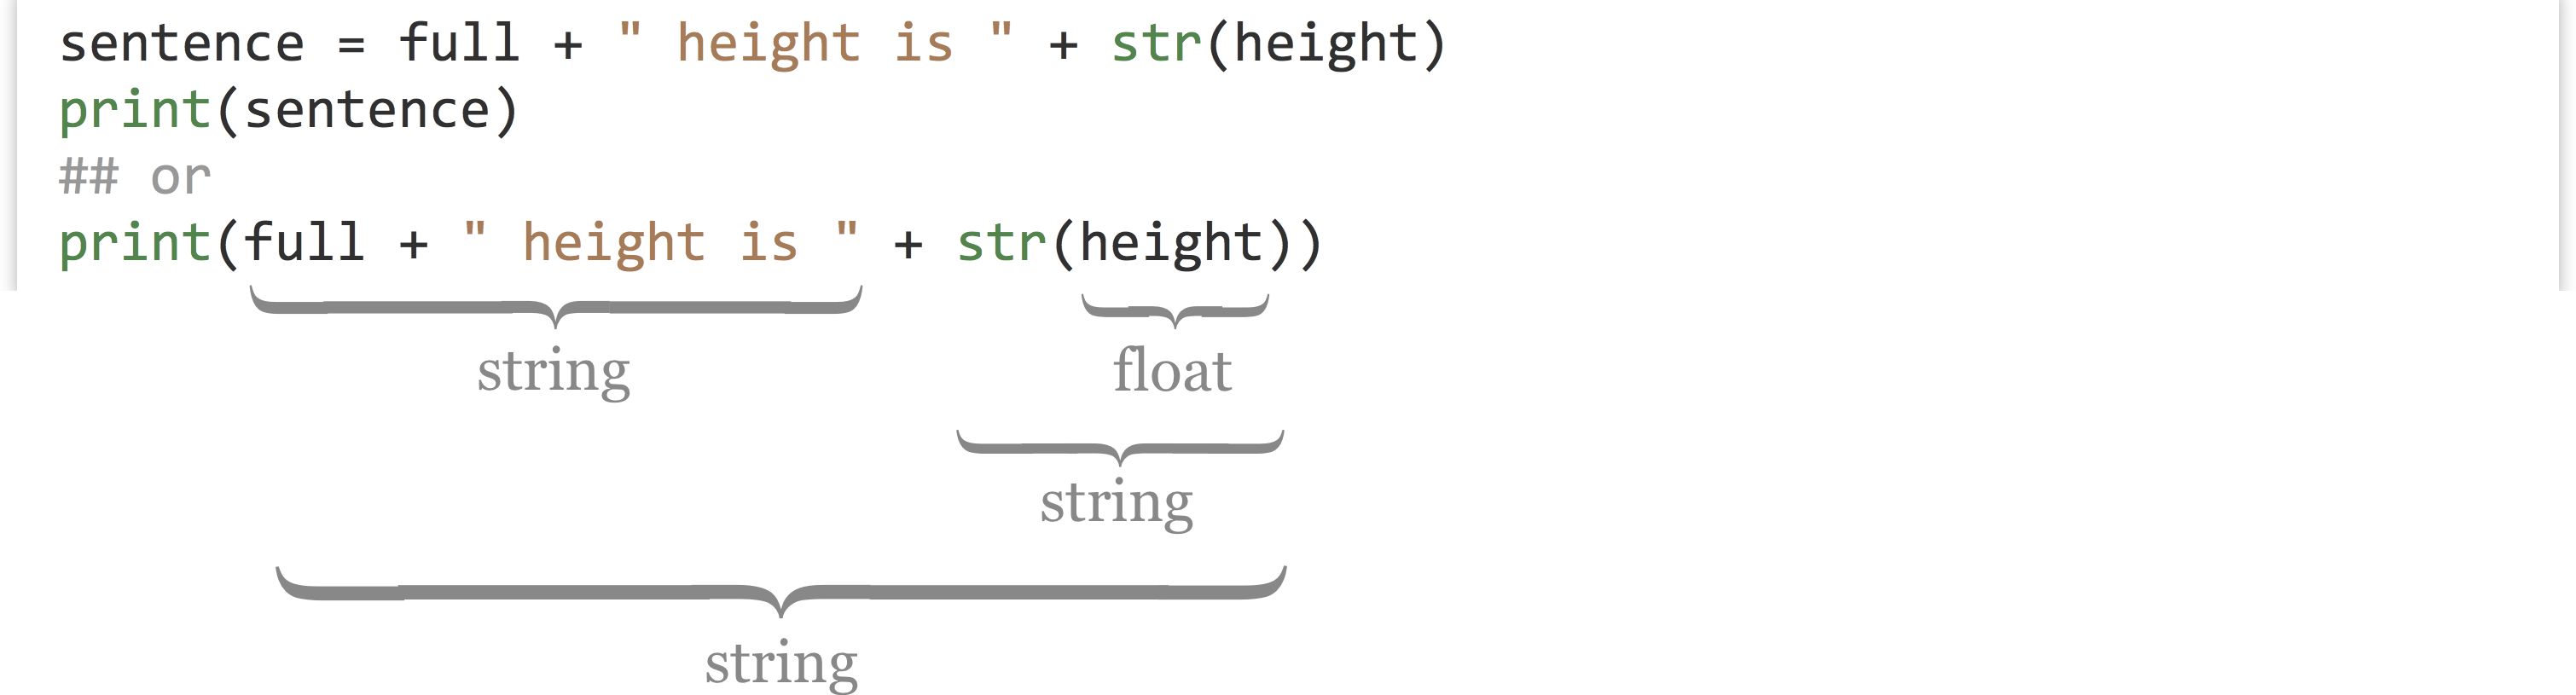 sentence = full + " height is " + str(height)
print(sentence)
## or
print(full + " height is " + str(height))
string float
string
string